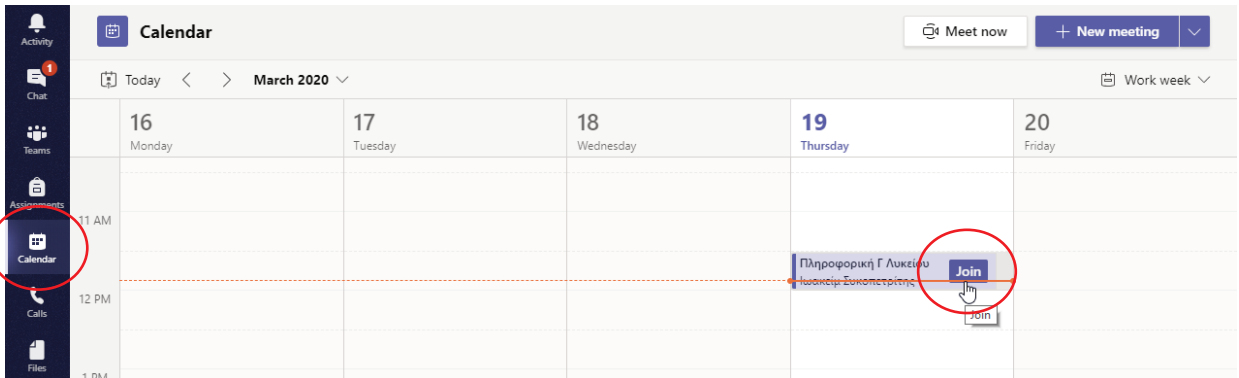 Activity
1
Chat
Teams
Assignments
Calendar
Calls
Files
Calendar
Meet now
New meeting
Today
March 2020
Work week
16
Monday
17
Tuesday
18
Wednesday
19
Thursday
20
Friday
11 AM
12 PM
1 PM
Πληροφορική Γ Λυκείου
Ιωακείμ Συκοπετρίτης
Join
Join